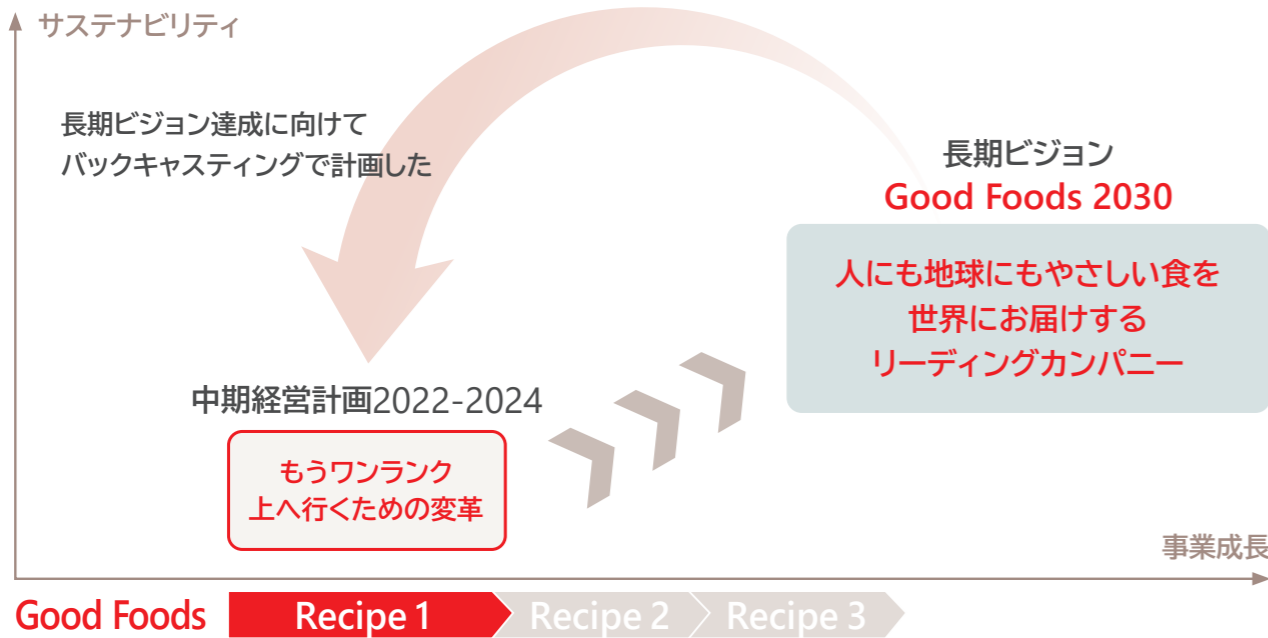 サステナビリティ
長期ビジョン達成に向けて
バックキャスティングで計画した
長期ビジョン
Good Foods 2030
人にも地球にもやさしい食を
世界にお届けする
リーディングカンパニー
中期経営計画2022-2024
もうワンランク
上へ行くための変革
事業成長
Good Foods Recipe 1 Recipe 2 Recipe 3